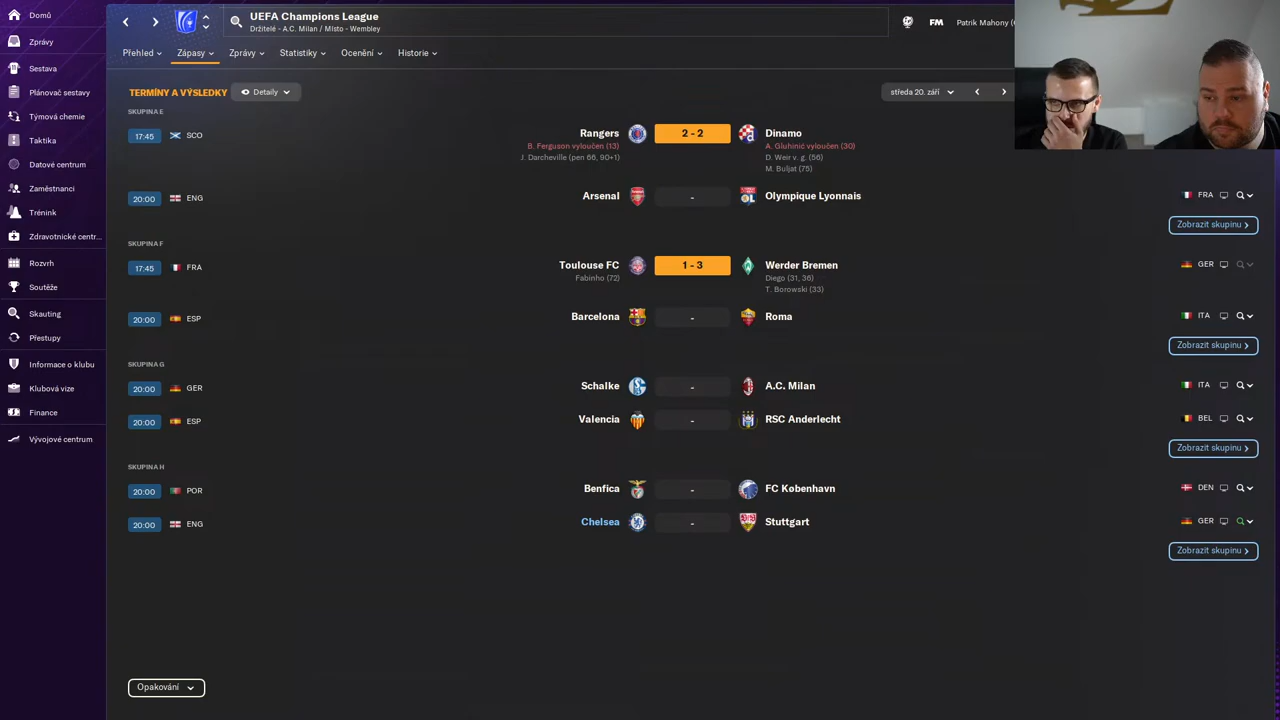 Domů
Zprávy
Sestava
Plánovač sestavy
Týmová chemie
Taktika
Datové centrum
Zaměstnanci
Trénink
Zdravotnické centr...
Rozvrh
Soutěže
Skauting
Přestupy
Informace o klubu
Klubová vize
Finance
Vývojové centrum
UEFA Champions League
Držitelé - A.C. Milan / Místo - Wembley
FM
Patrik Mahony
Přehled
Zápasy
Zprávy
Statistiky
Ocenění
Historie
TERMÍNY A VÝSLEDKY
Detaily
středa 20. září
SKUPINA E
17:45 SCO Rangers 2 - 2 Dinamo
B. Ferguson vyloučen (13) A. Gluhinić vyloučen (30)
J. Darcheville (pen 66, 90+1) D. Weir v. g. (56)
M. Buljat (75)
20:00 ENG Arsenal - Olympique Lyonnais FRA
Zobrazit skupinu
SKUPINA F
17:45 FRA Toulouse FC 1 - 3 Werder Bremen GER
Fabinho (72) Diego (31, 36)
T. Borowski (33)
20:00 ESP Barcelona - Roma ITA
Zobrazit skupinu
SKUPINA G
20:00 GER Schalke - A.C. Milan ITA
20:00 ESP Valencia - RSC Anderlecht BEL
Zobrazit skupinu
SKUPINA H
20:00 POR Benfica - FC København DEN
20:00 ENG Chelsea - Stuttgart GER
Zobrazit skupinu
Opakování